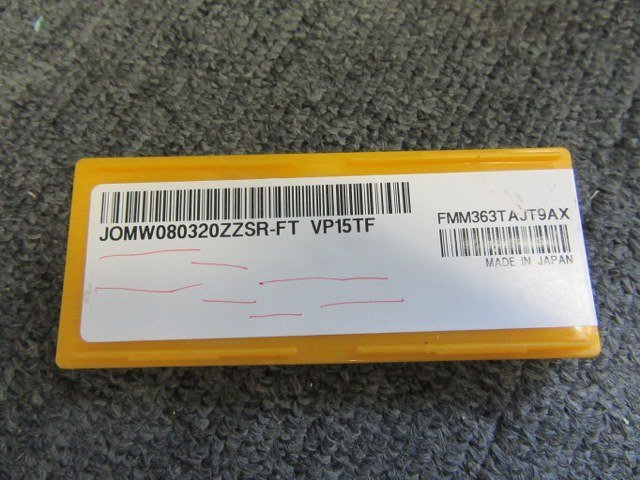 JOMW080320ZZSR-FT VP15TF
FMM363TAJT9AX
MADE IN JAPAN